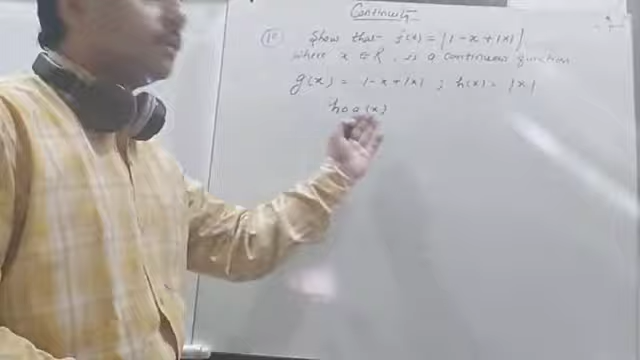 Continuity
10 Show that f(x) = |1 - x + |x||
where x ∈ R, is a continuous function
g(x) = 1 - x + |x| ; h(x) = |x|
hog(x)